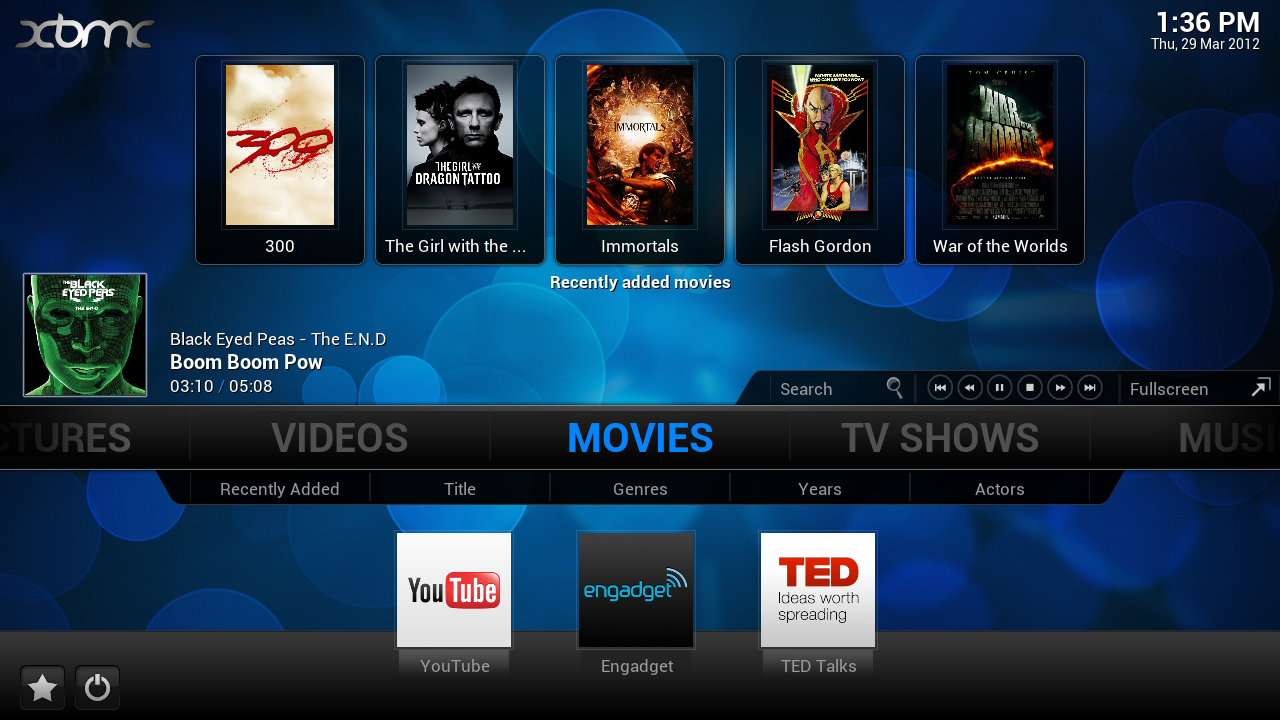 xbmc
1:36 PM
Thu, 29 Mar 2012
300
THE GIRL WITH THE
DRAGON TATTOO
IMMORTALS
TOM CRUISE
WAR OF THE
WORLDS
300
The Girl with the ...
Immortals
Flash Gordon
War of the Worlds
Recently added movies
THE BLACK
EYED PEAS
THE E.N.D
Black Eyed Peas - The E.N.D
Boom Boom Pow
03:10 / 05:08
Search
Fullscreen
CTURES
VIDEOS
MOVIES
TV SHOWS
MUSI
Recently Added
Title
Genres
Years
Actors
YouTube
engadget
TED
Ideas worth
spreading
YouTube
Engadget
TED Talks